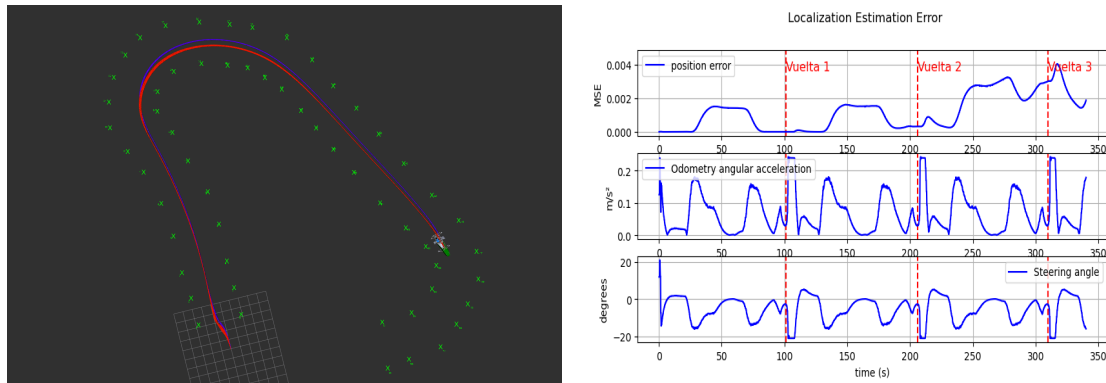 Localization Estimation Error
position error
Vuelta 1
Vuelta 2
Vuelta 3
0.004
0.002
0.000
MSE
0 50 100 150 200 250 300 350
Odometry angular acceleration
0.2
0.1
0.0
m/s²
0 50 100 150 200 250 300 350
Steering angle
20
0
−20
degrees
0 50 100 150 200 250 300 350
time (s)